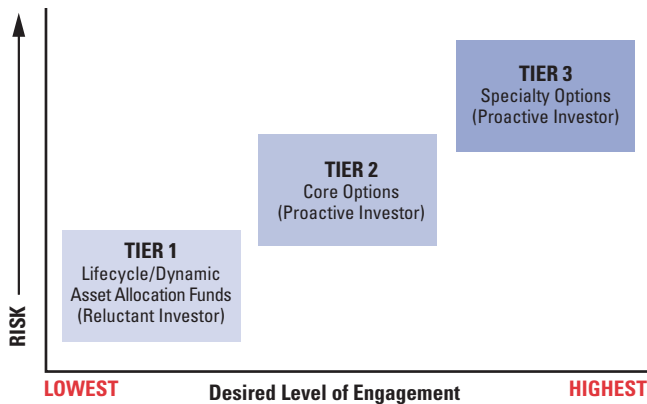 TIER 3
Specialty Options
(Proactive Investor)
TIER 2
Core Options
(Proactive Investor)
TIER 1
Lifecycle/Dynamic
Asset Allocation Funds
(Reluctant Investor)
RISK
LOWEST
Desired Level of Engagement
HIGHEST